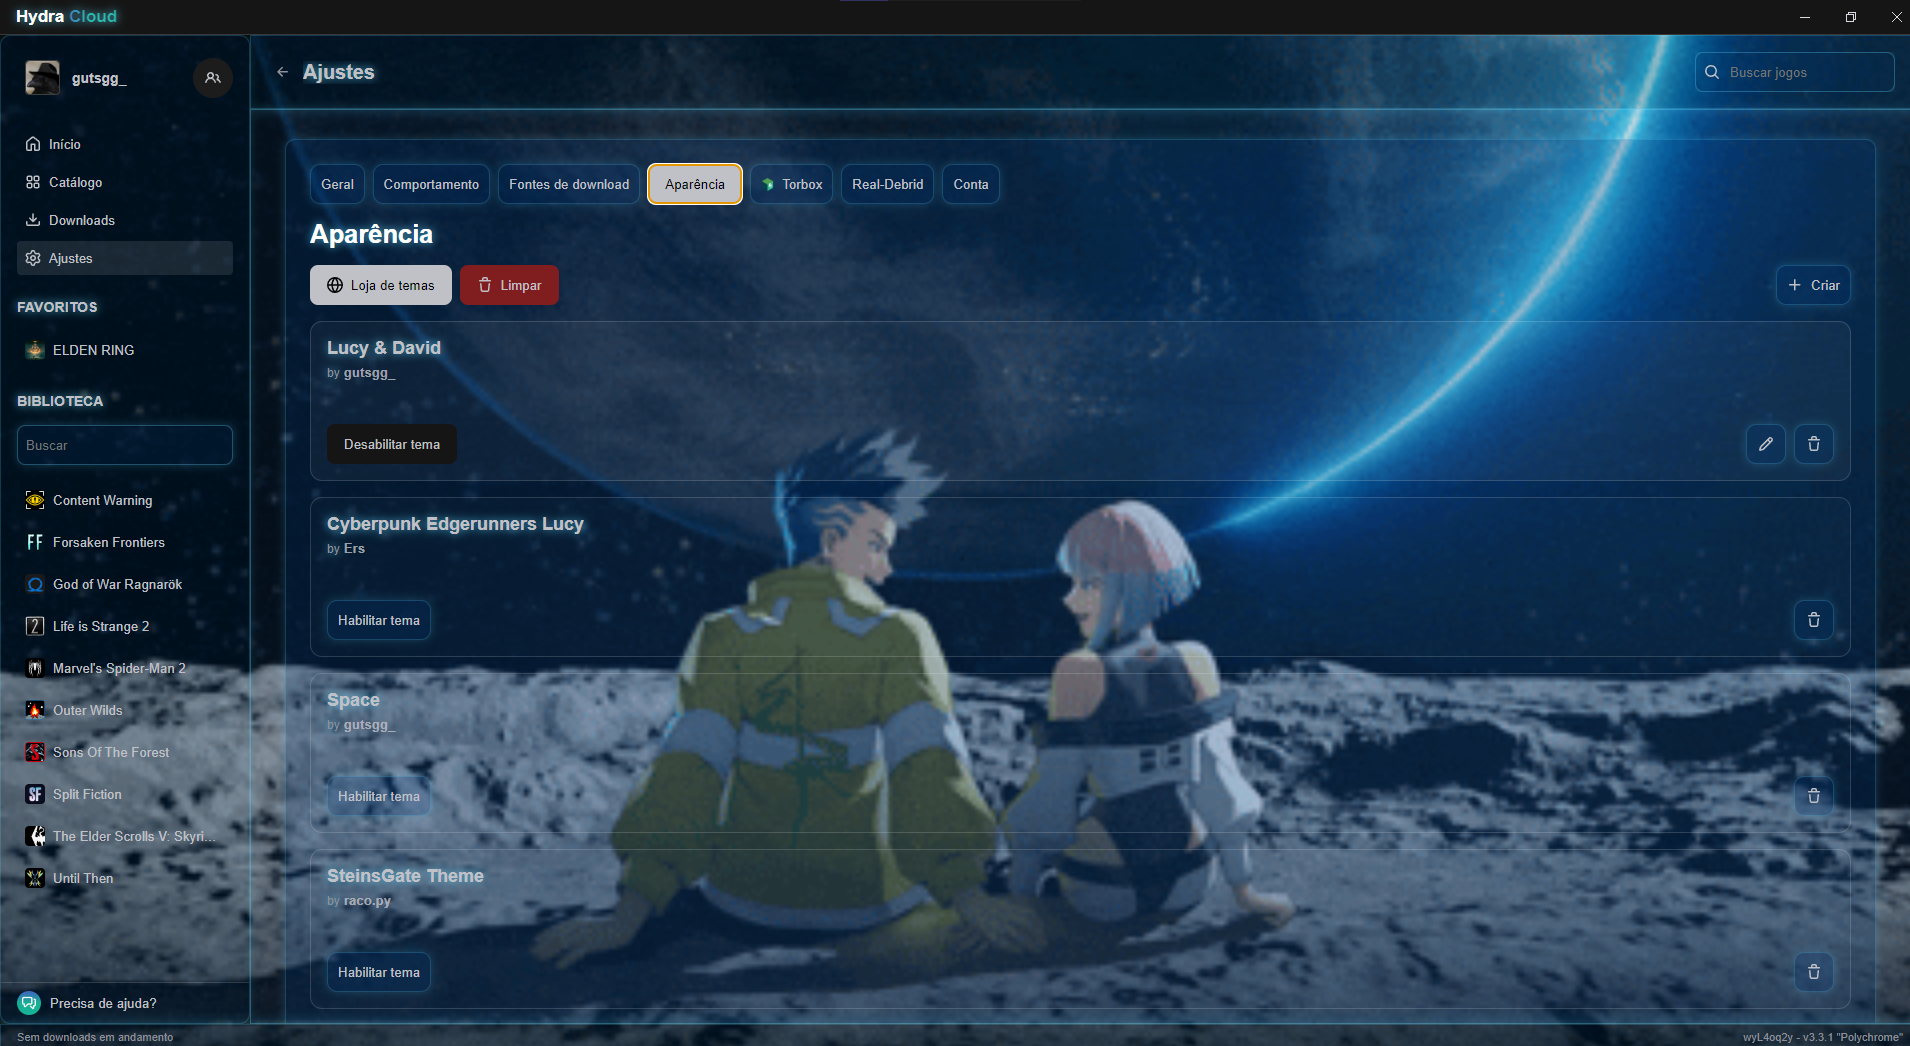 Hydra Cloud
gutsgg_
Início
Catálogo
Downloads
Ajustes
FAVORITOS
ELDEN RING
BIBLIOTECA
Buscar
Content Warning
Forsaken Frontiers
God of War Ragnarök
Life is Strange 2
Marvel's Spider-Man 2
Outer Wilds
Sons Of The Forest
Split Fiction
The Elder Scrolls V: Skyri...
Until Then
Precisa de ajuda?
Sem downloads em andamento
Ajustes
Buscar jogos
Geral
Comportamento
Fontes de download
Aparência
Torbox
Real-Debrid
Conta
Aparência
Loja de temas
Limpar
Criar
Lucy & David
by gutsgg_
Desabilitar tema
Cyberpunk Edgerunners Lucy
by Ers
Habilitar tema
Space
by gutsgg_
Habilitar tema
SteinsGate Theme
by raco.py
Habilitar tema
wyL4oq2y - v3.3.1 "Polychrome"